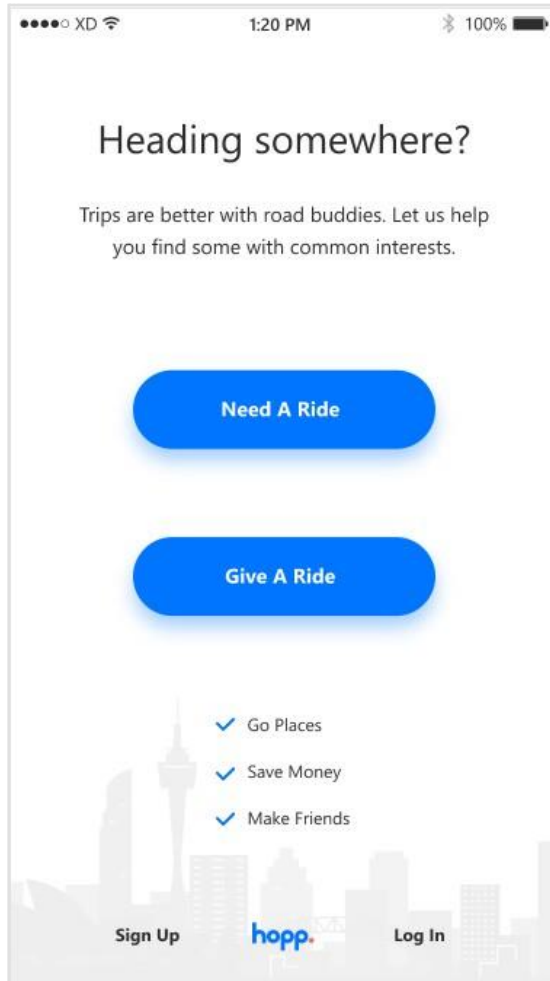 XD 1:20 PM 100%
Heading somewhere?
Trips are better with road buddies. Let us help
you find some with common interests.
Need A Ride
Give A Ride
Go Places
Save Money
Make Friends
Sign Up hopp. Log In